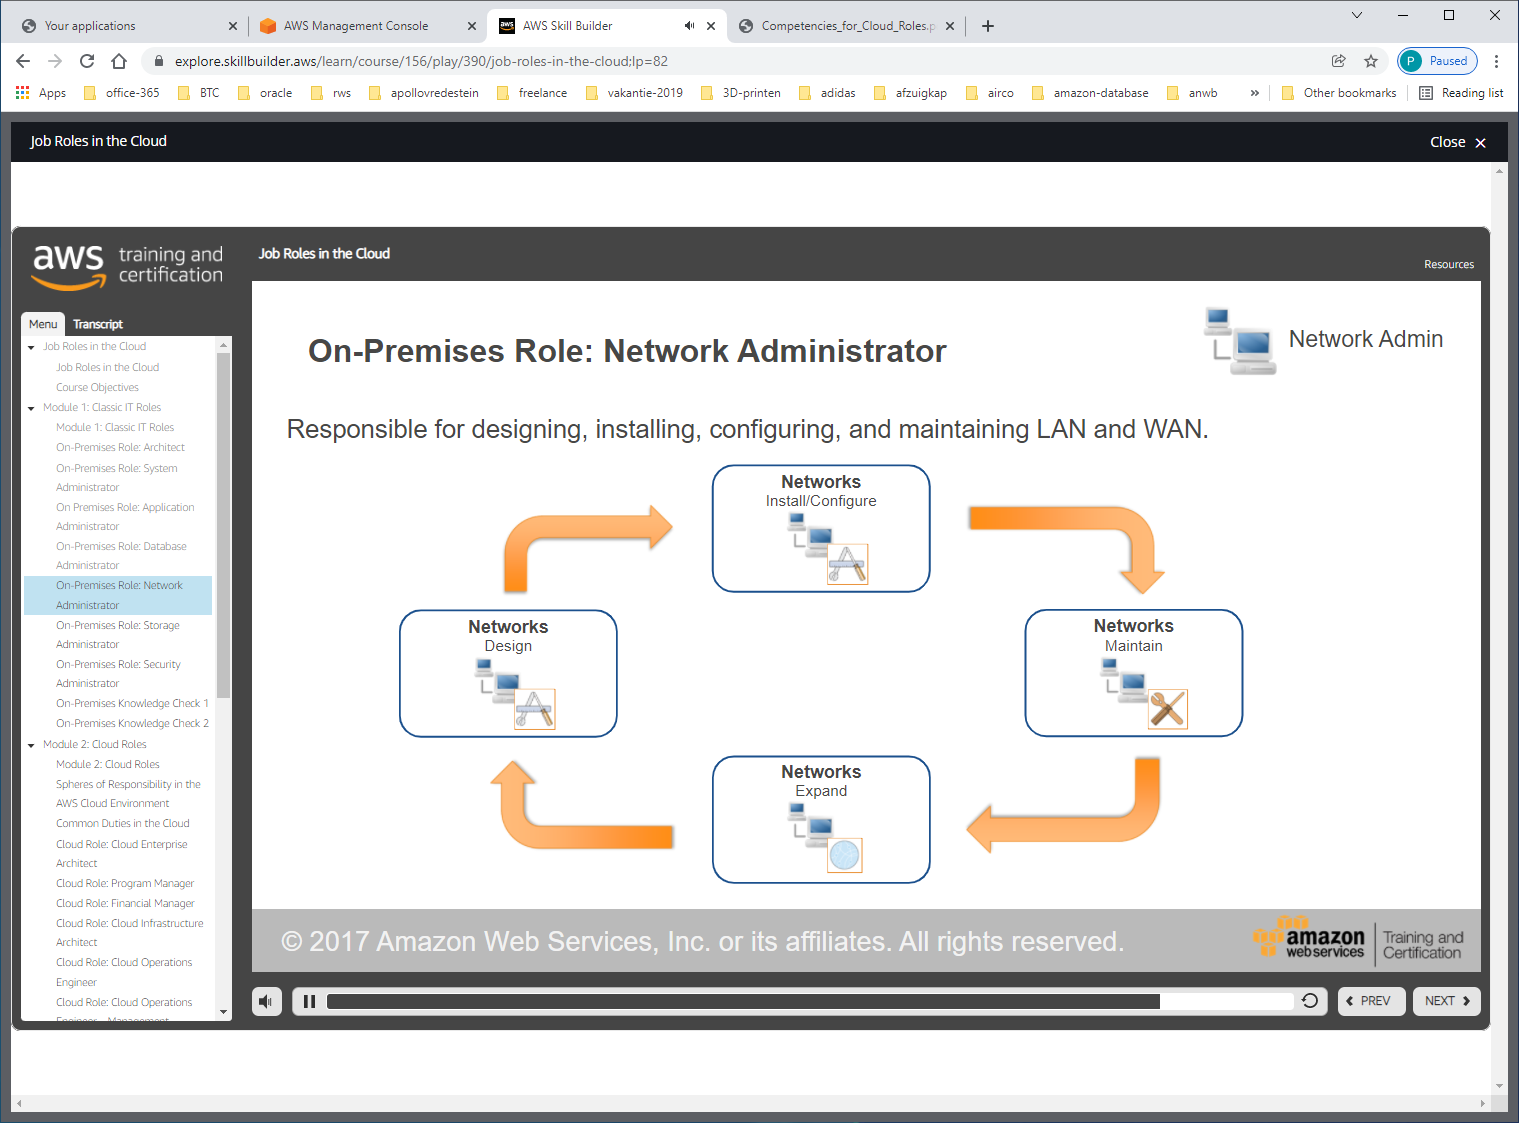 Your applications
AWS Management Console
AWS Skill Builder
Competencies_for_Cloud_Roles.p
explore.skillbuilder.aws/learn/course/156/play/390/job-roles-in-the-cloud;lp=82
P Paused
Apps office-365 BTC oracle rws apollovredestein freelance vakantie-2019 3D-printen adidas afzuigkap airco amazon-database anwb » Other bookmarks Reading list
Job Roles in the Cloud
Close
aws training and certification
Job Roles in the Cloud
Resources
Menu Transcript
Job Roles in the Cloud
Job Roles in the Cloud
Course Objectives
Module 1: Classic IT Roles
Module 1: Classic IT Roles
On-Premises Role: Architect
On-Premises Role: System
Administrator
On Premises Role: Application
Administrator
On-Premises Role: Database
Administrator
On-Premises Role: Network
Administrator
On-Premises Role: Storage
Administrator
On-Premises Role: Security
Administrator
On-Premises Knowledge Check 1
On-Premises Knowledge Check 2
Module 2: Cloud Roles
Module 2: Cloud Roles
Spheres of Responsibility in the
AWS Cloud Environment
Common Duties in the Cloud
Cloud Role: Cloud Enterprise
Architect
Cloud Role: Program Manager
Cloud Role: Financial Manager
Cloud Role: Cloud Infrastructure
Architect
Cloud Role: Cloud Operations
Engineer
Cloud Role: Cloud Operations
Engineer - Management
On-Premises Role: Network Administrator
Network Admin
Responsible for designing, installing, configuring, and maintaining LAN and WAN.
Networks
Install/Configure
Networks
Design
Networks
Maintain
Networks
Expand
© 2017 Amazon Web Services, Inc. or its affiliates. All rights reserved.
amazon
webservices
Training and
Certification
PREV
NEXT